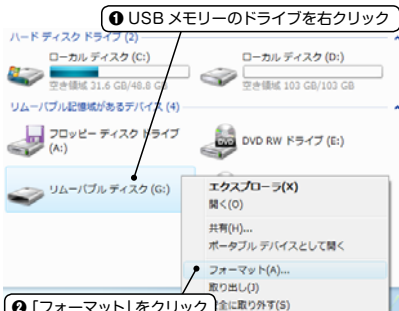 ❶ USB メモリーのドライブを右クリック
ハード ディスク ドライブ (2)
ローカル ディスク (C:)
空き領域 31.6 GB/48.8 GB
ローカル ディスク (D:)
空き領域 103 GB/103 GB
リムーバブル記憶域があるデバイス (4)
フロッピー ディスク ドライブ (A:)
DVD RW ドライブ (E:)
リムーバブル ディスク (G:)
エクスプローラ(X)
開く(O)
共有(H)...
ポータブル デバイスとして開く
フォーマット(A)...
取り出し(J)
全に取り外す(S)
❷「フォーマット」をクリック